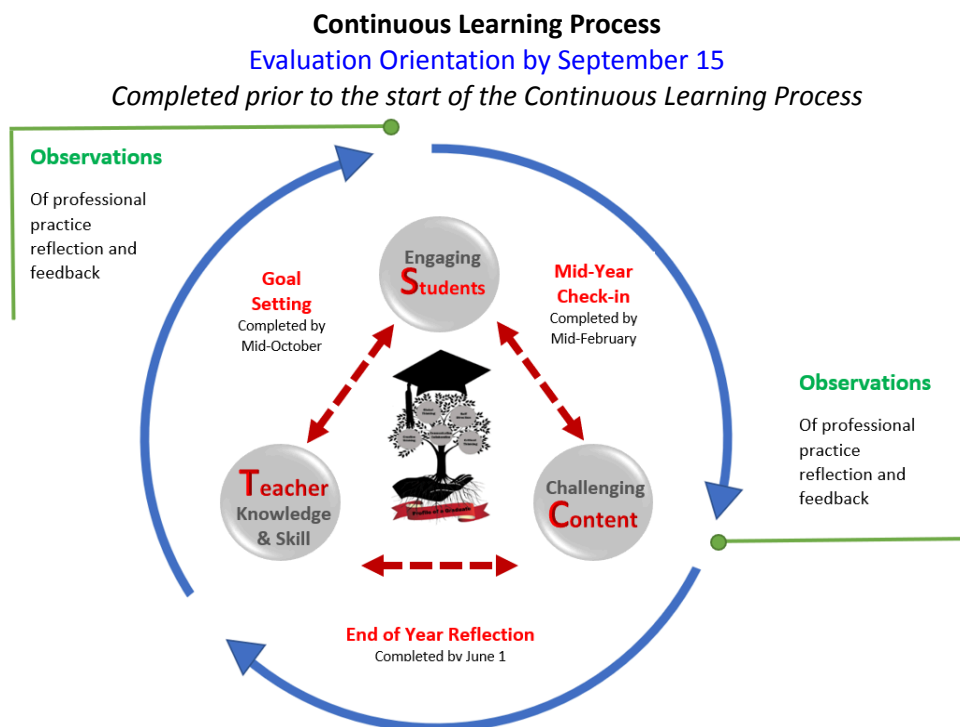 Continuous Learning Process
Evaluation Orientation by September 15
Completed prior to the start of the Continuous Learning Process
Observations
Of professional
practice
reflection and
feedback
Engaging
Students
Goal
Setting
Completed by
Mid-October
Mid-Year
Check-in
Completed by
Mid-February
Observations
Of professional
practice
reflection and
feedback
Teacher
Knowledge
& Skill
Challenging
Content
Profile of a Graduate
End of Year Reflection
Completed by June 1